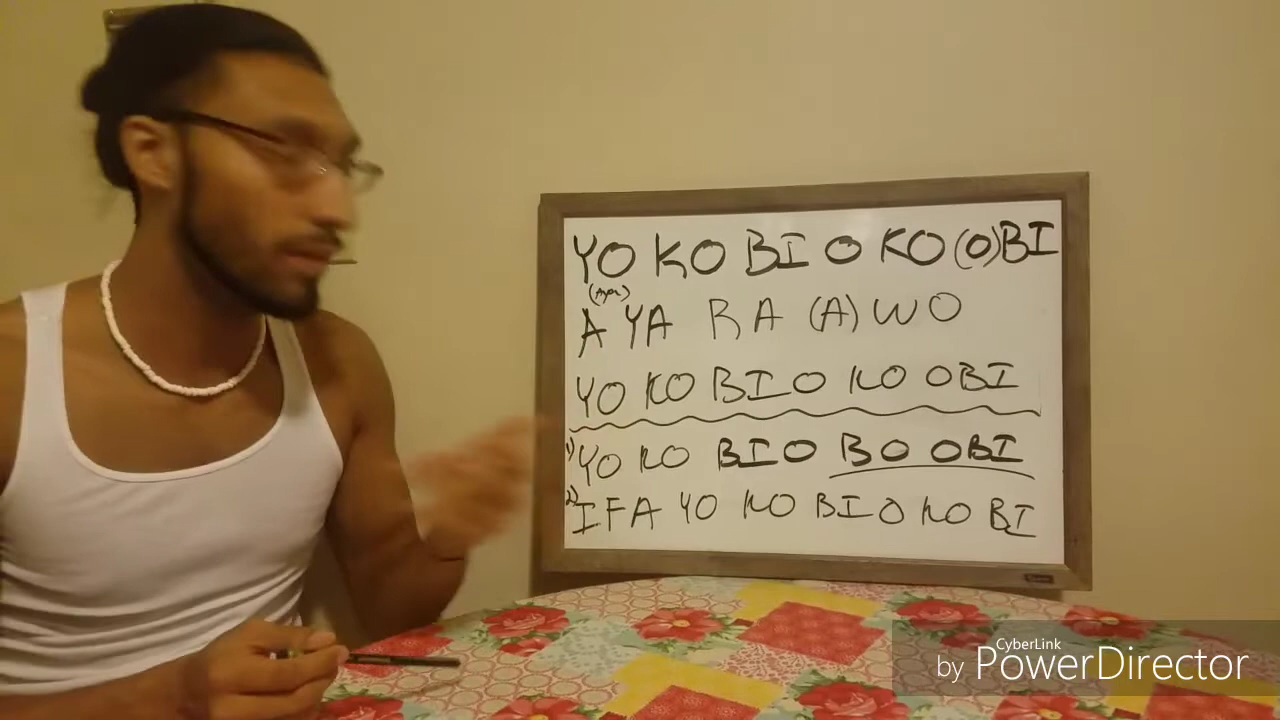 YO KO BI O KO (O) BI
(Aya)
A YA RA (A) WO
YO KO BI O KO OBI
1) YO KO BI O BO OBI
2) IFA YO KO BI O KO BI
CyberLink
by PowerDirector